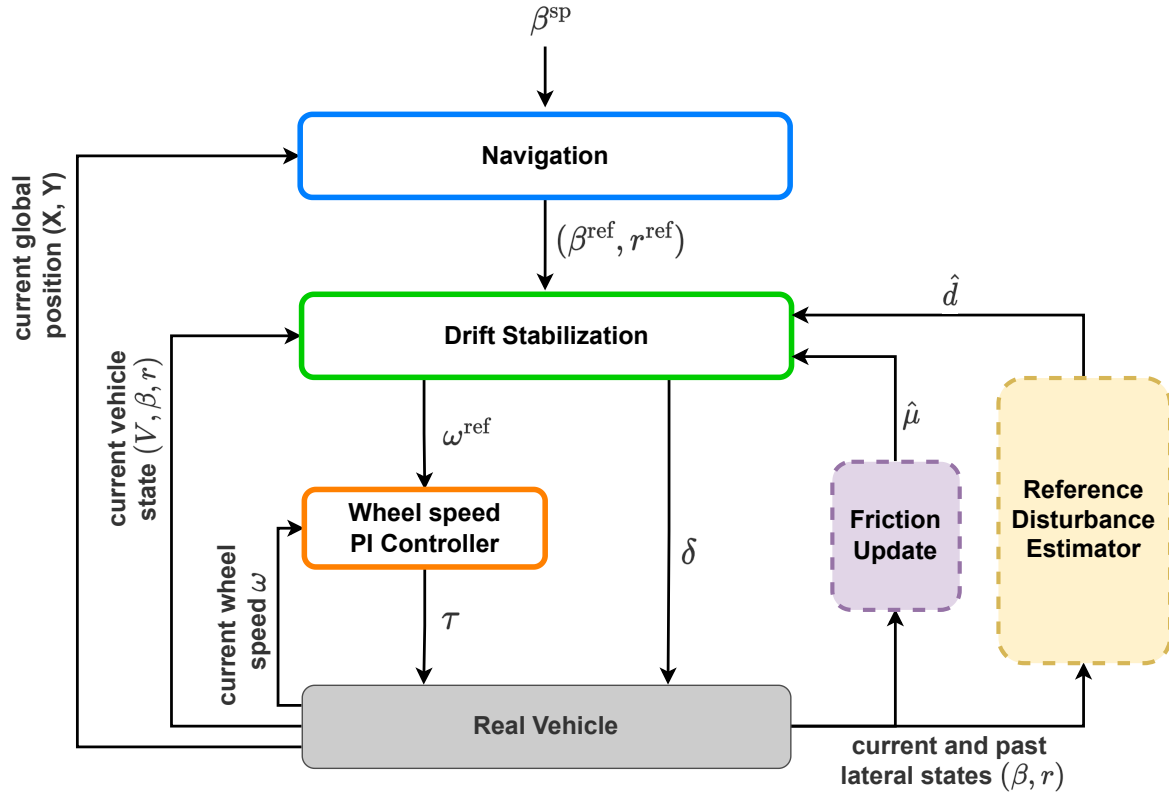 β^sp
Navigation
(β^ref, r^ref)
current global
position (X, Y)
d̂
Drift Stabilization
current vehicle
state (V, β, r)
μ̂
ω^ref
Wheel speed
PI Controller
Friction
Update
Reference
Disturbance
Estimator
δ
current wheel
speed ω
τ
Real Vehicle
current and past
lateral states (β, r)